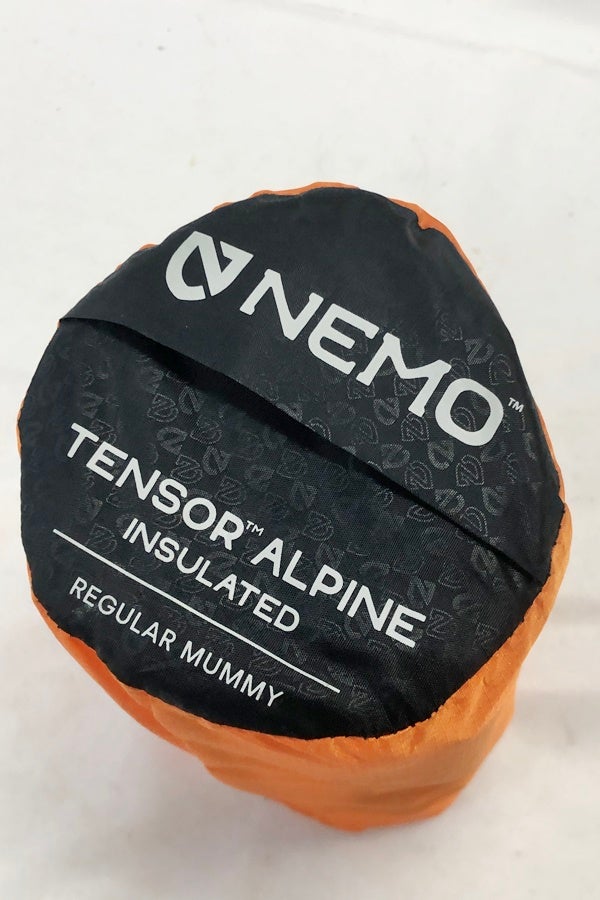 NEMO™
TENSOR™ ALPINE
INSULATED
REGULAR MUMMY